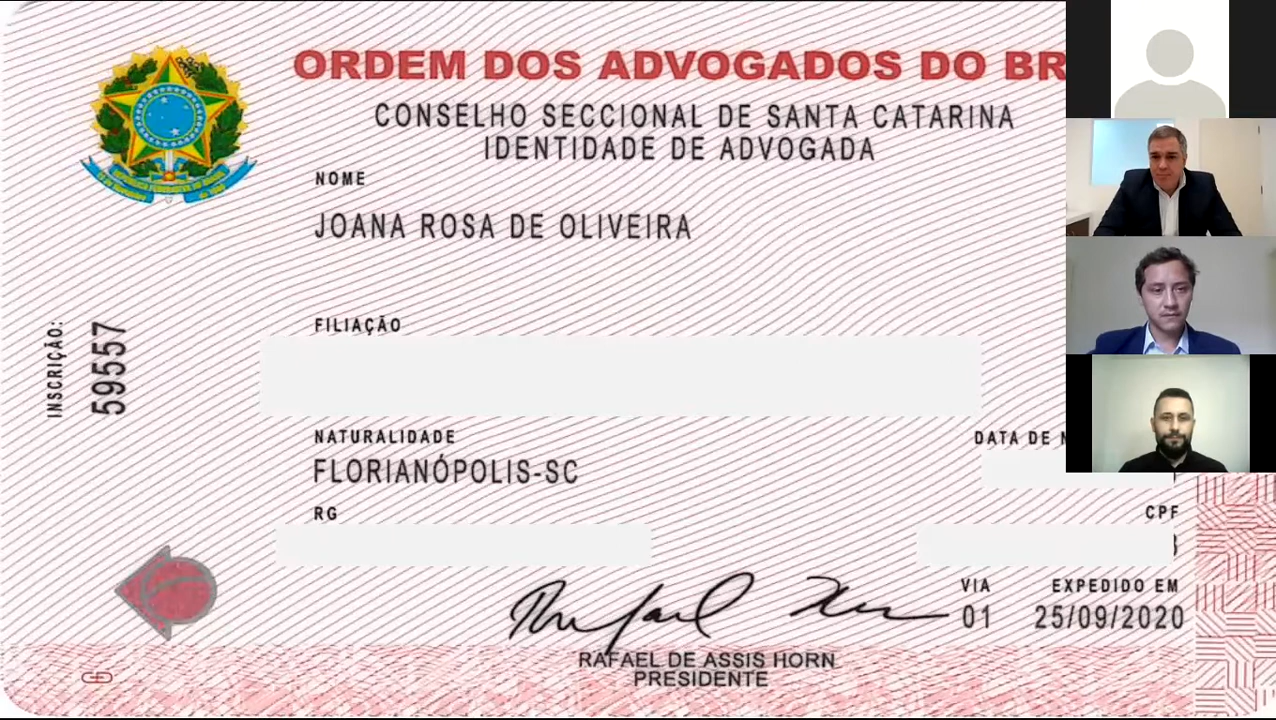 ORDEM DOS ADVOGADOS DO BR
CONSELHO SECCIONAL DE SANTA CATARINA
IDENTIDADE DE ADVOGADA
NOME
JOANA ROSA DE OLIVEIRA
FILIAÇÃO
INSCRIÇÃO:
59557
NATURALIDADE
DATA DE
FLORIANÓPOLIS-SC
RG
CPF
VIA
EXPEDIDO EM
01
25/09/2020
RAFAEL DE ASSIS HORN
PRESIDENTE